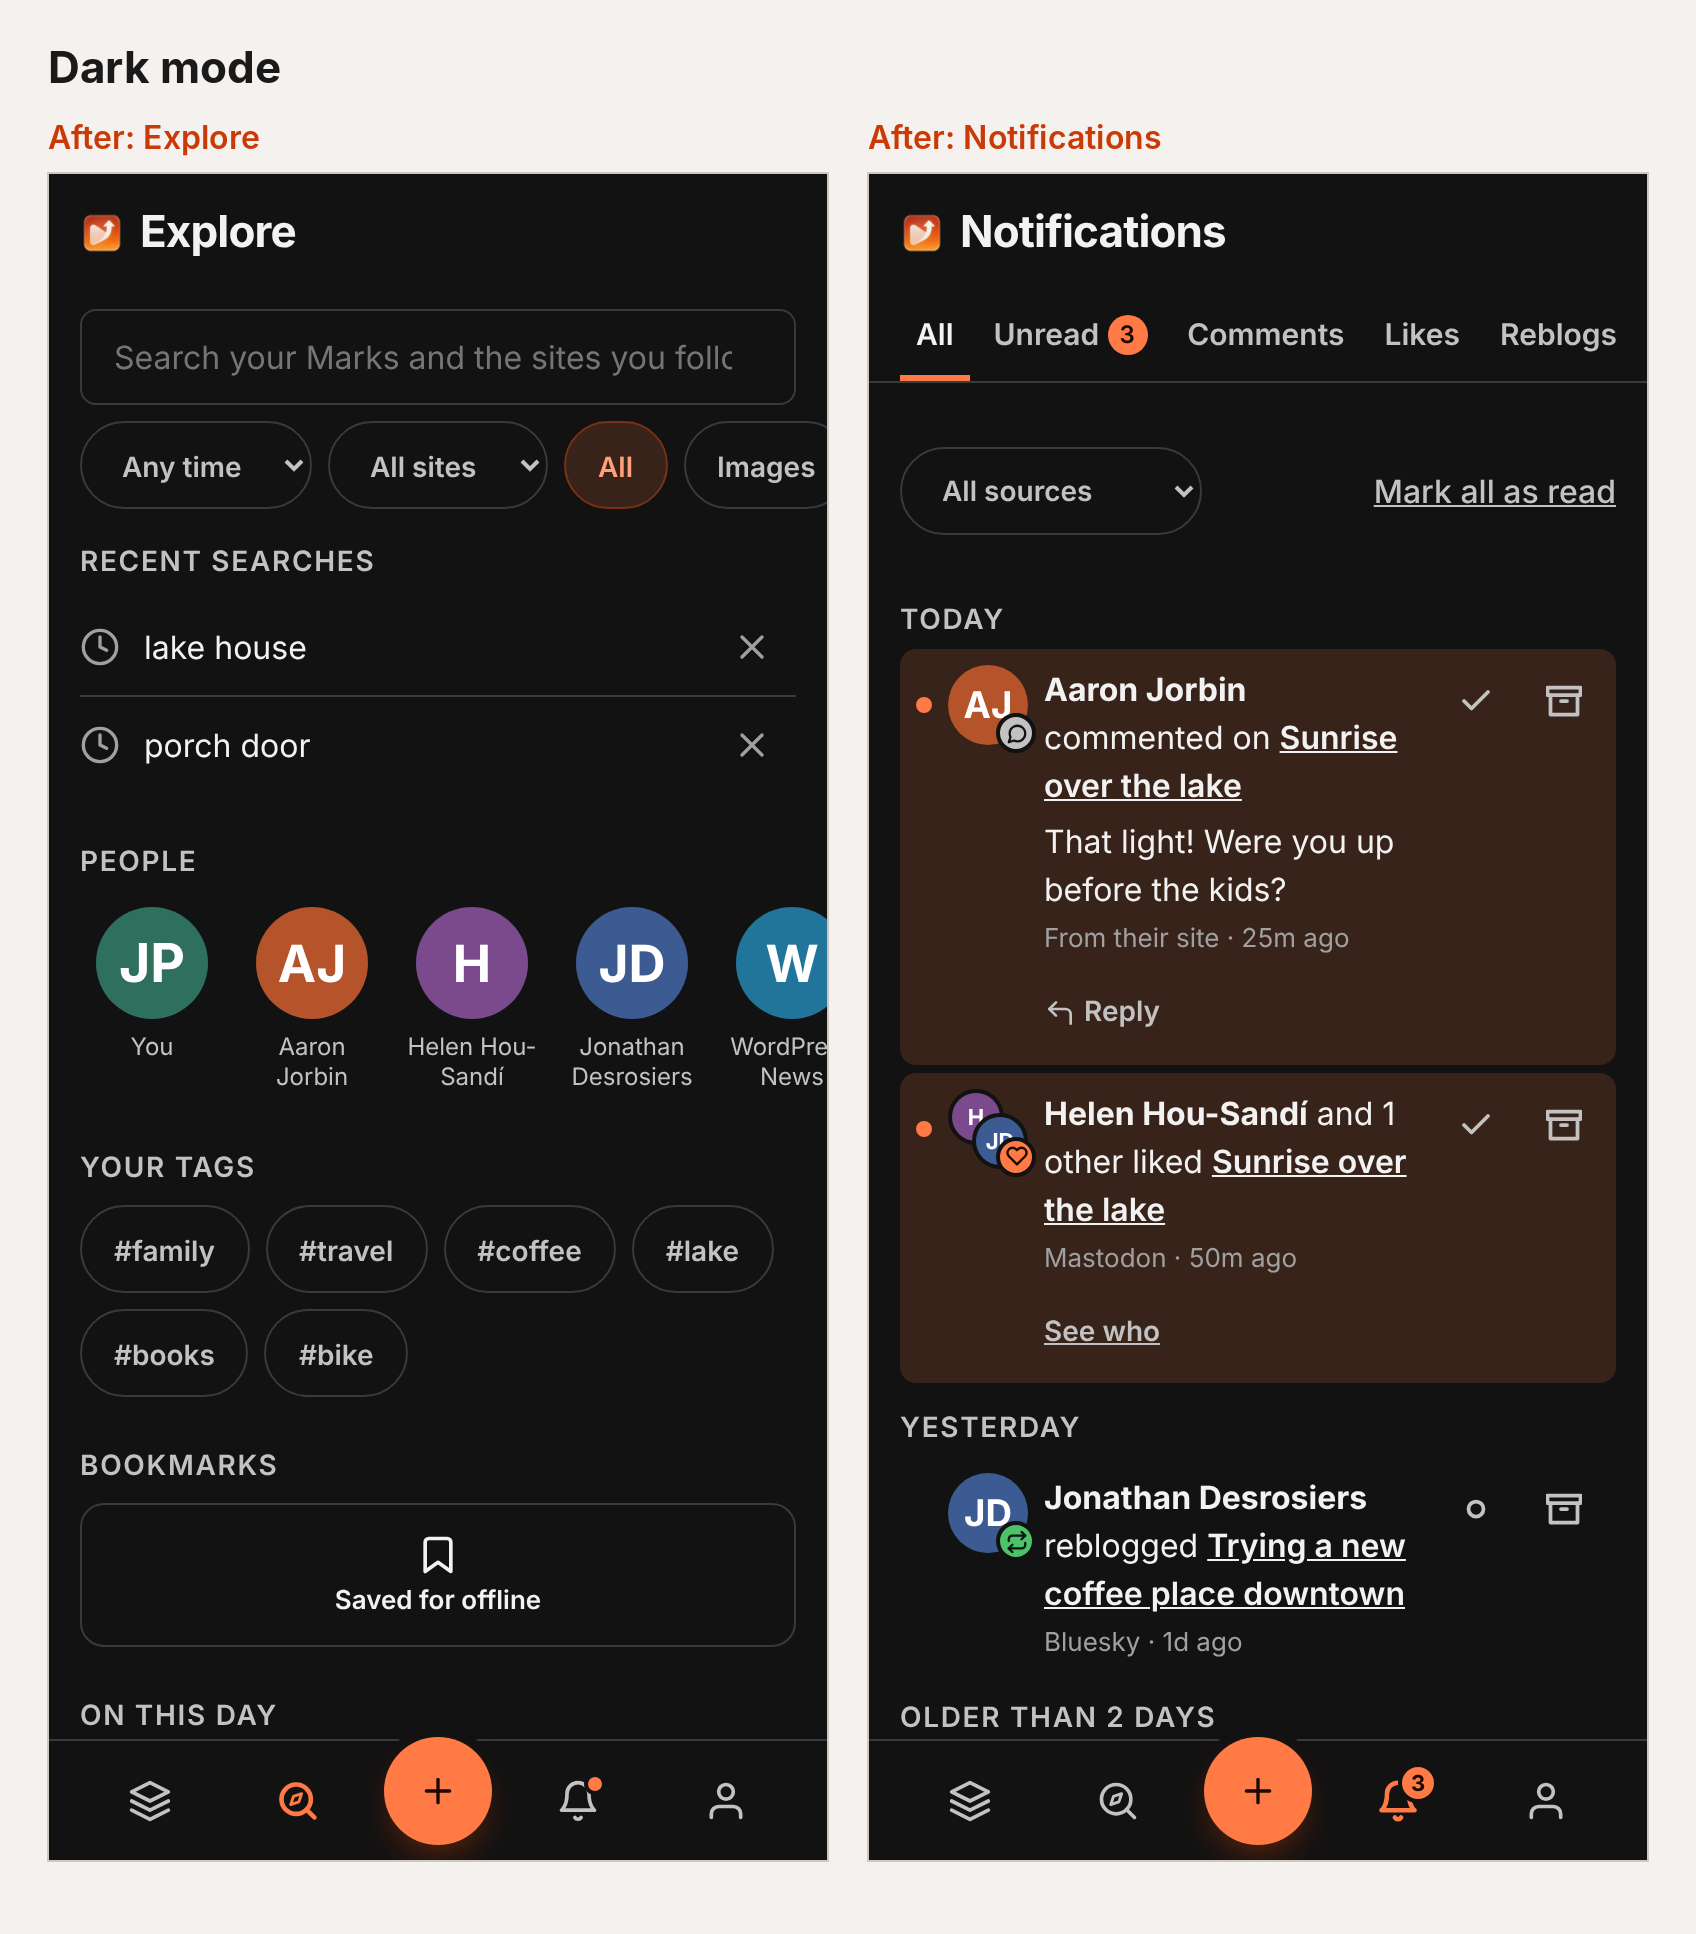 Dark mode
After: Explore
Explore
Search your Marks and the sites you follo
Any time
All sites
All
Images
RECENT SEARCHES
lake house
porch door
PEOPLE
JP
AJ
H
JD
W
You
Aaron
Jorbin
Helen Hou-
Sandí
Jonathan
Desrosiers
WordPre
News
YOUR TAGS
#family
#travel
#coffee
#lake
#books
#bike
BOOKMARKS
Saved for offline
ON THIS DAY
After: Notifications
Notifications
All
Unread 3
Comments
Likes
Reblogs
All sources
Mark all as read
TODAY
AJ
Aaron Jorbin
commented on Sunrise
over the lake
That light! Were you up
before the kids?
From their site · 25m ago
Reply
H
JD
Helen Hou-Sandí and 1
other liked Sunrise over
the lake
Mastodon · 50m ago
See who
YESTERDAY
JD
Jonathan Desrosiers
reblogged Trying a new
coffee place downtown
Bluesky · 1d ago
OLDER THAN 2 DAYS
3